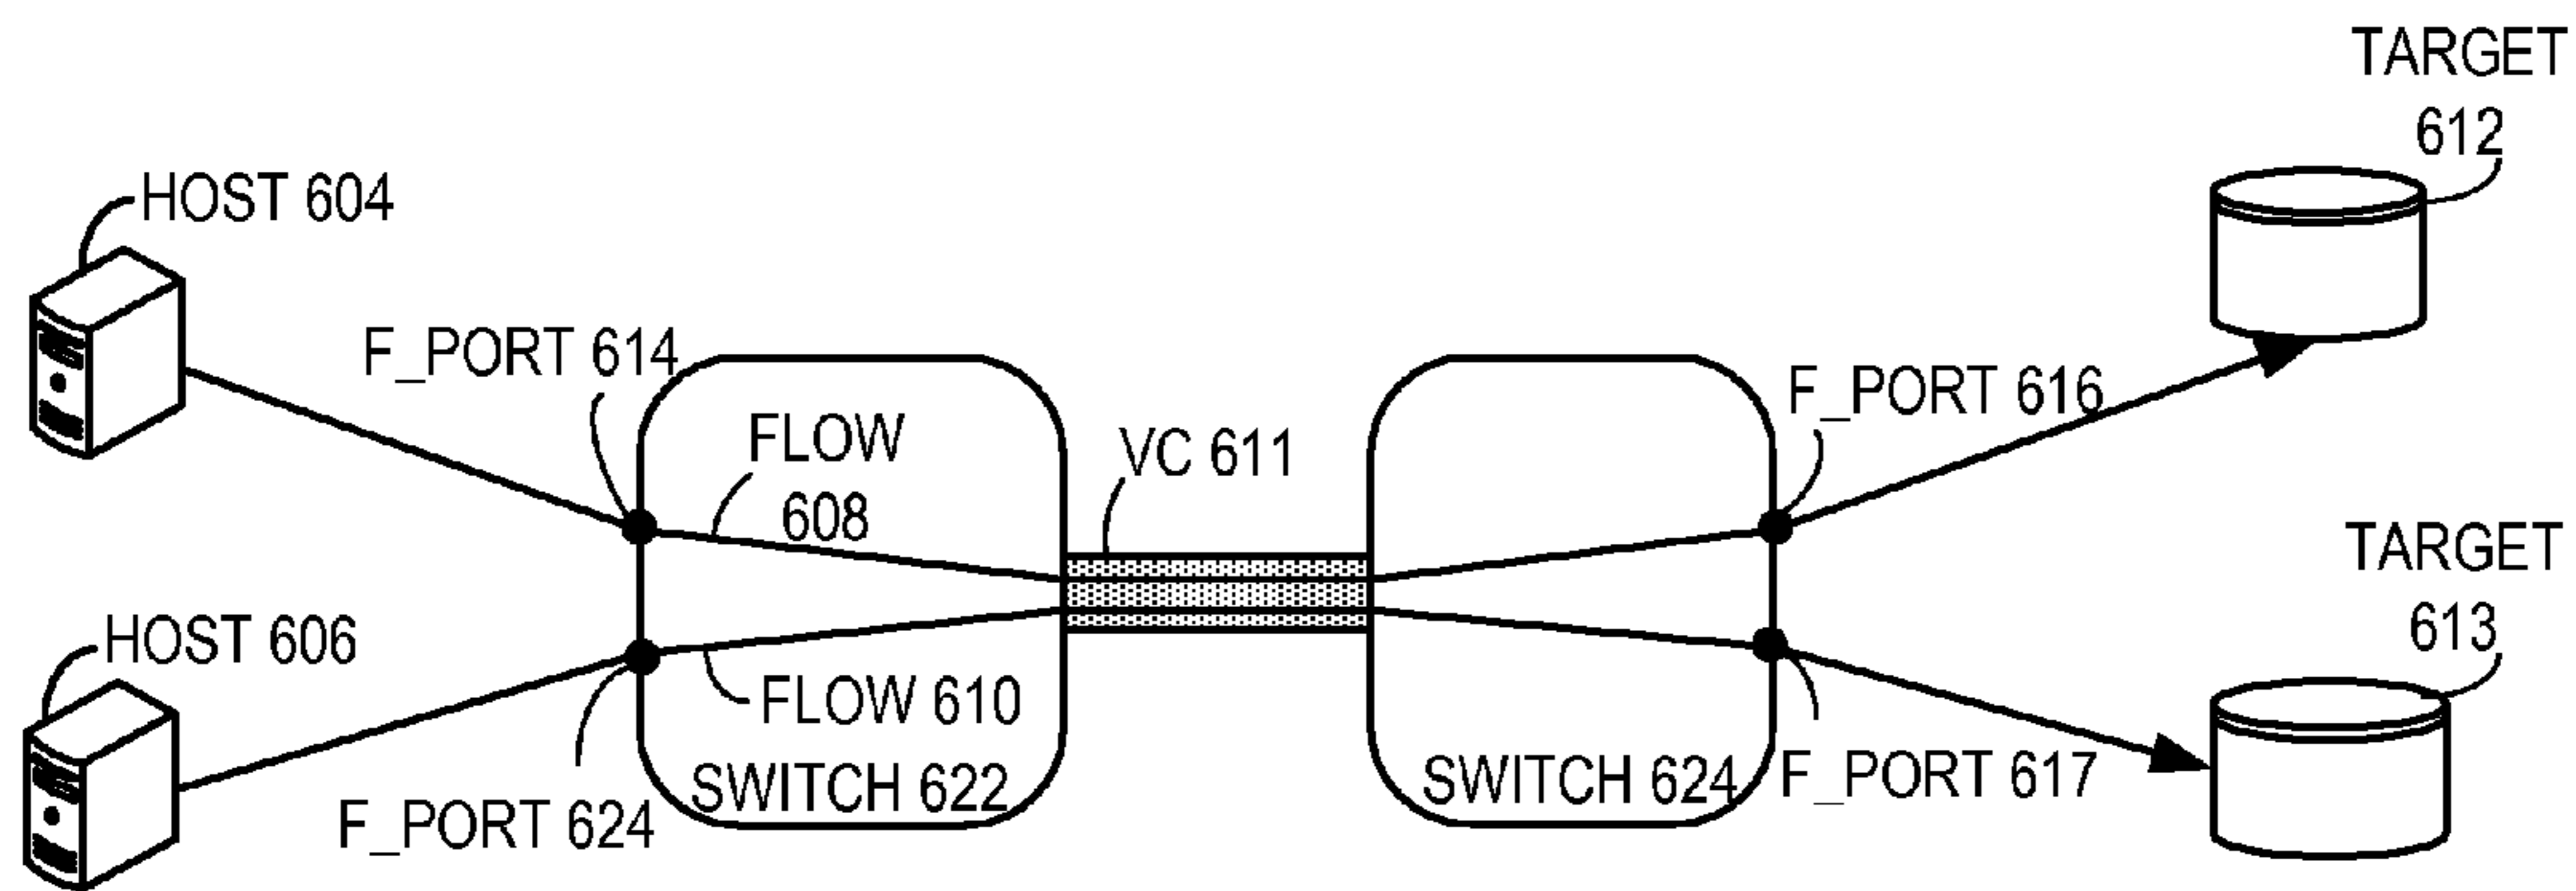 TARGET
612
HOST 604
F_PORT 614
F_PORT 616
FLOW
608
VC 611
TARGET
613
HOST 606
FLOW 610
SWITCH 622
SWITCH 624
F_PORT 617
F_PORT 624